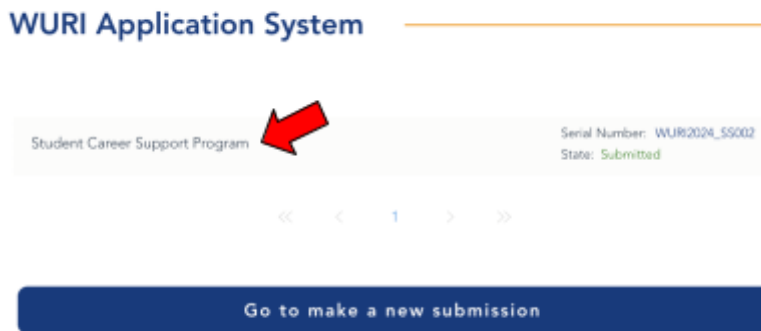 WURI Application System
Student Career Support Program
Serial Number: WURI2024_SS002
State: Submitted
« < 1 > »
Go to make a new submission